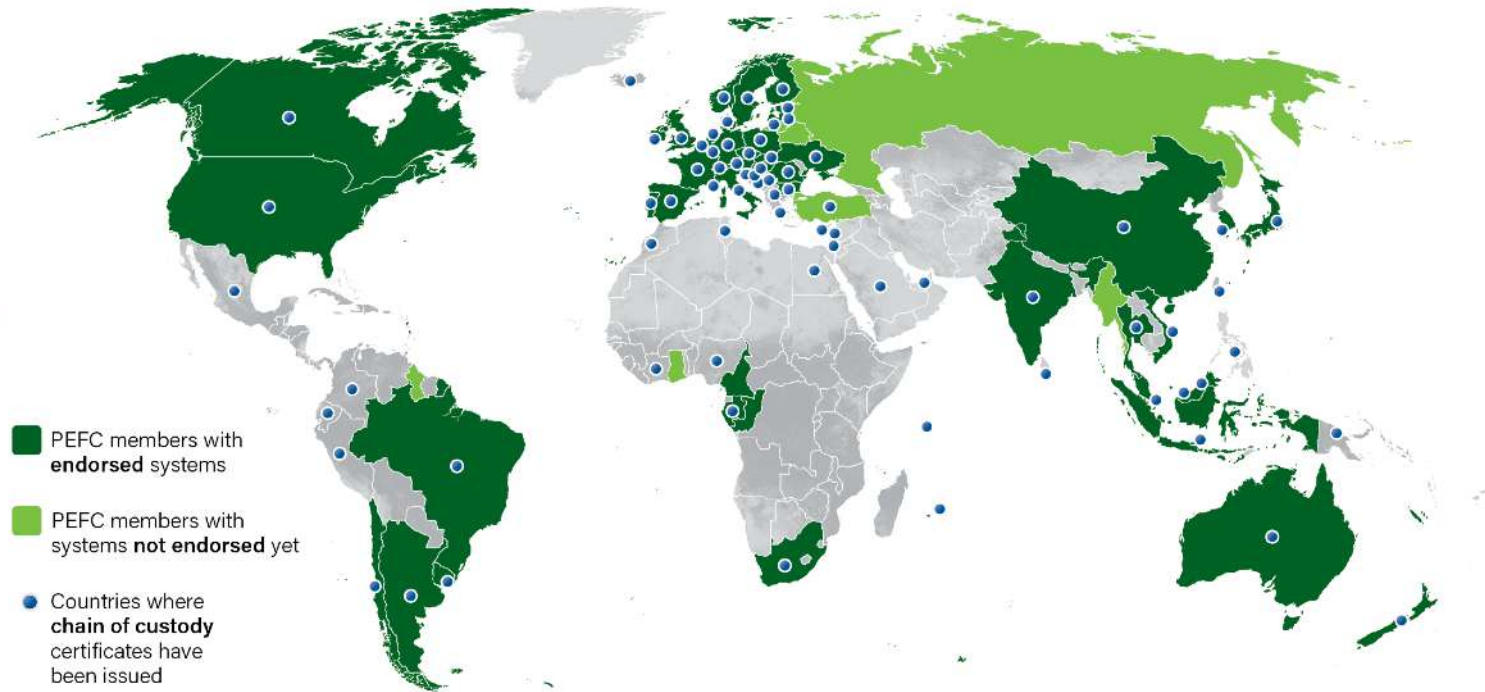 PEFC members with
endorsed systems
PEFC members with
systems not endorsed yet
Countries where
chain of custody
certificates have
been issued